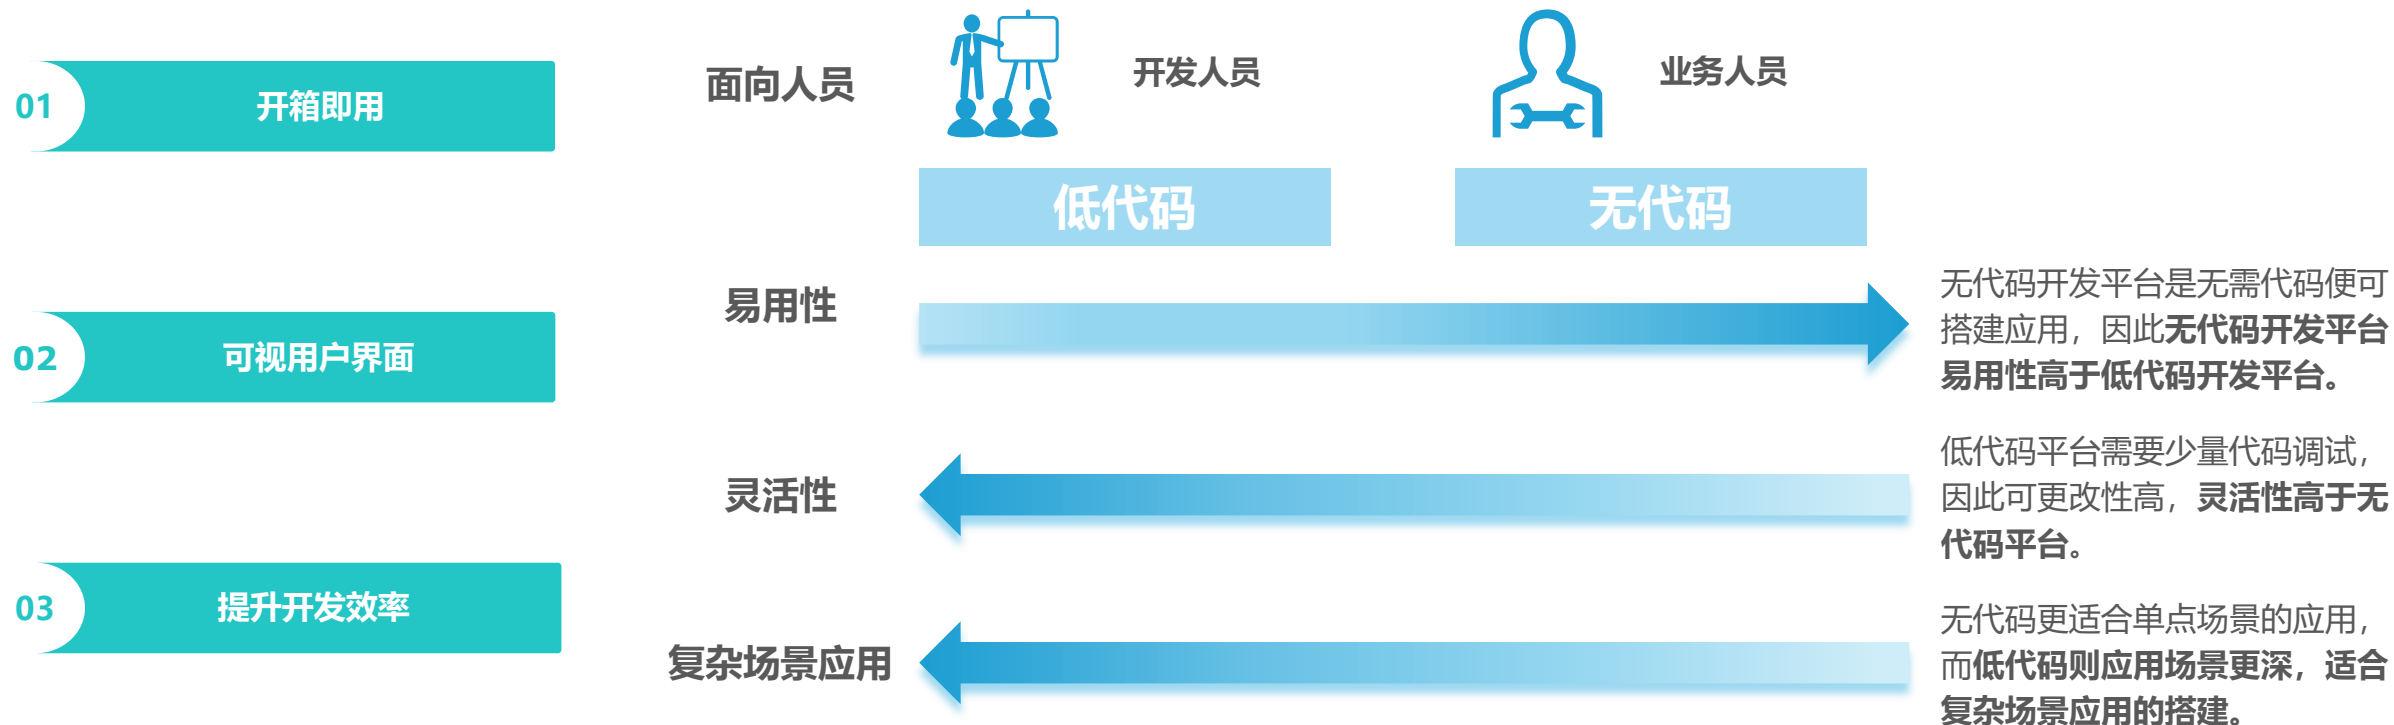 01
开箱即用
02
可视用户界面
03
提升开发效率
面向人员
开发人员
业务人员
低代码
无代码
易用性
无代码开发平台是无需代码便可
搭建应用，因此无代码开发平台
易用性高于低代码开发平台。
灵活性
低代码平台需要少量代码调试，
因此可更改性高，灵活性高于无
代码平台。
复杂场景应用
无代码更适合单点场景的应用，
而低代码则应用场景更深，适合
复杂场景应用的搭建。